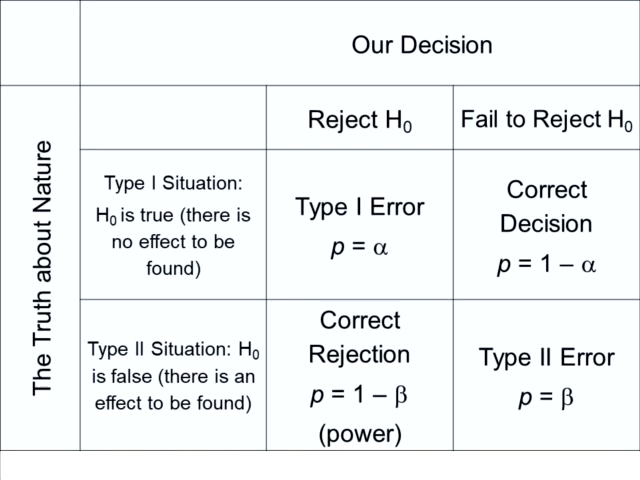 Our Decision
The Truth about Nature
Reject H₀
Fail to Reject H₀
Type I Situation:
H₀ is true (there is
no effect to be
found)
Type I Error
p = α
Correct
Decision
p = 1 – α
Type II Situation: H₀
is false (there is an
effect to be found)
Correct
Rejection
p = 1 – β
(power)
Type II Error
p = β